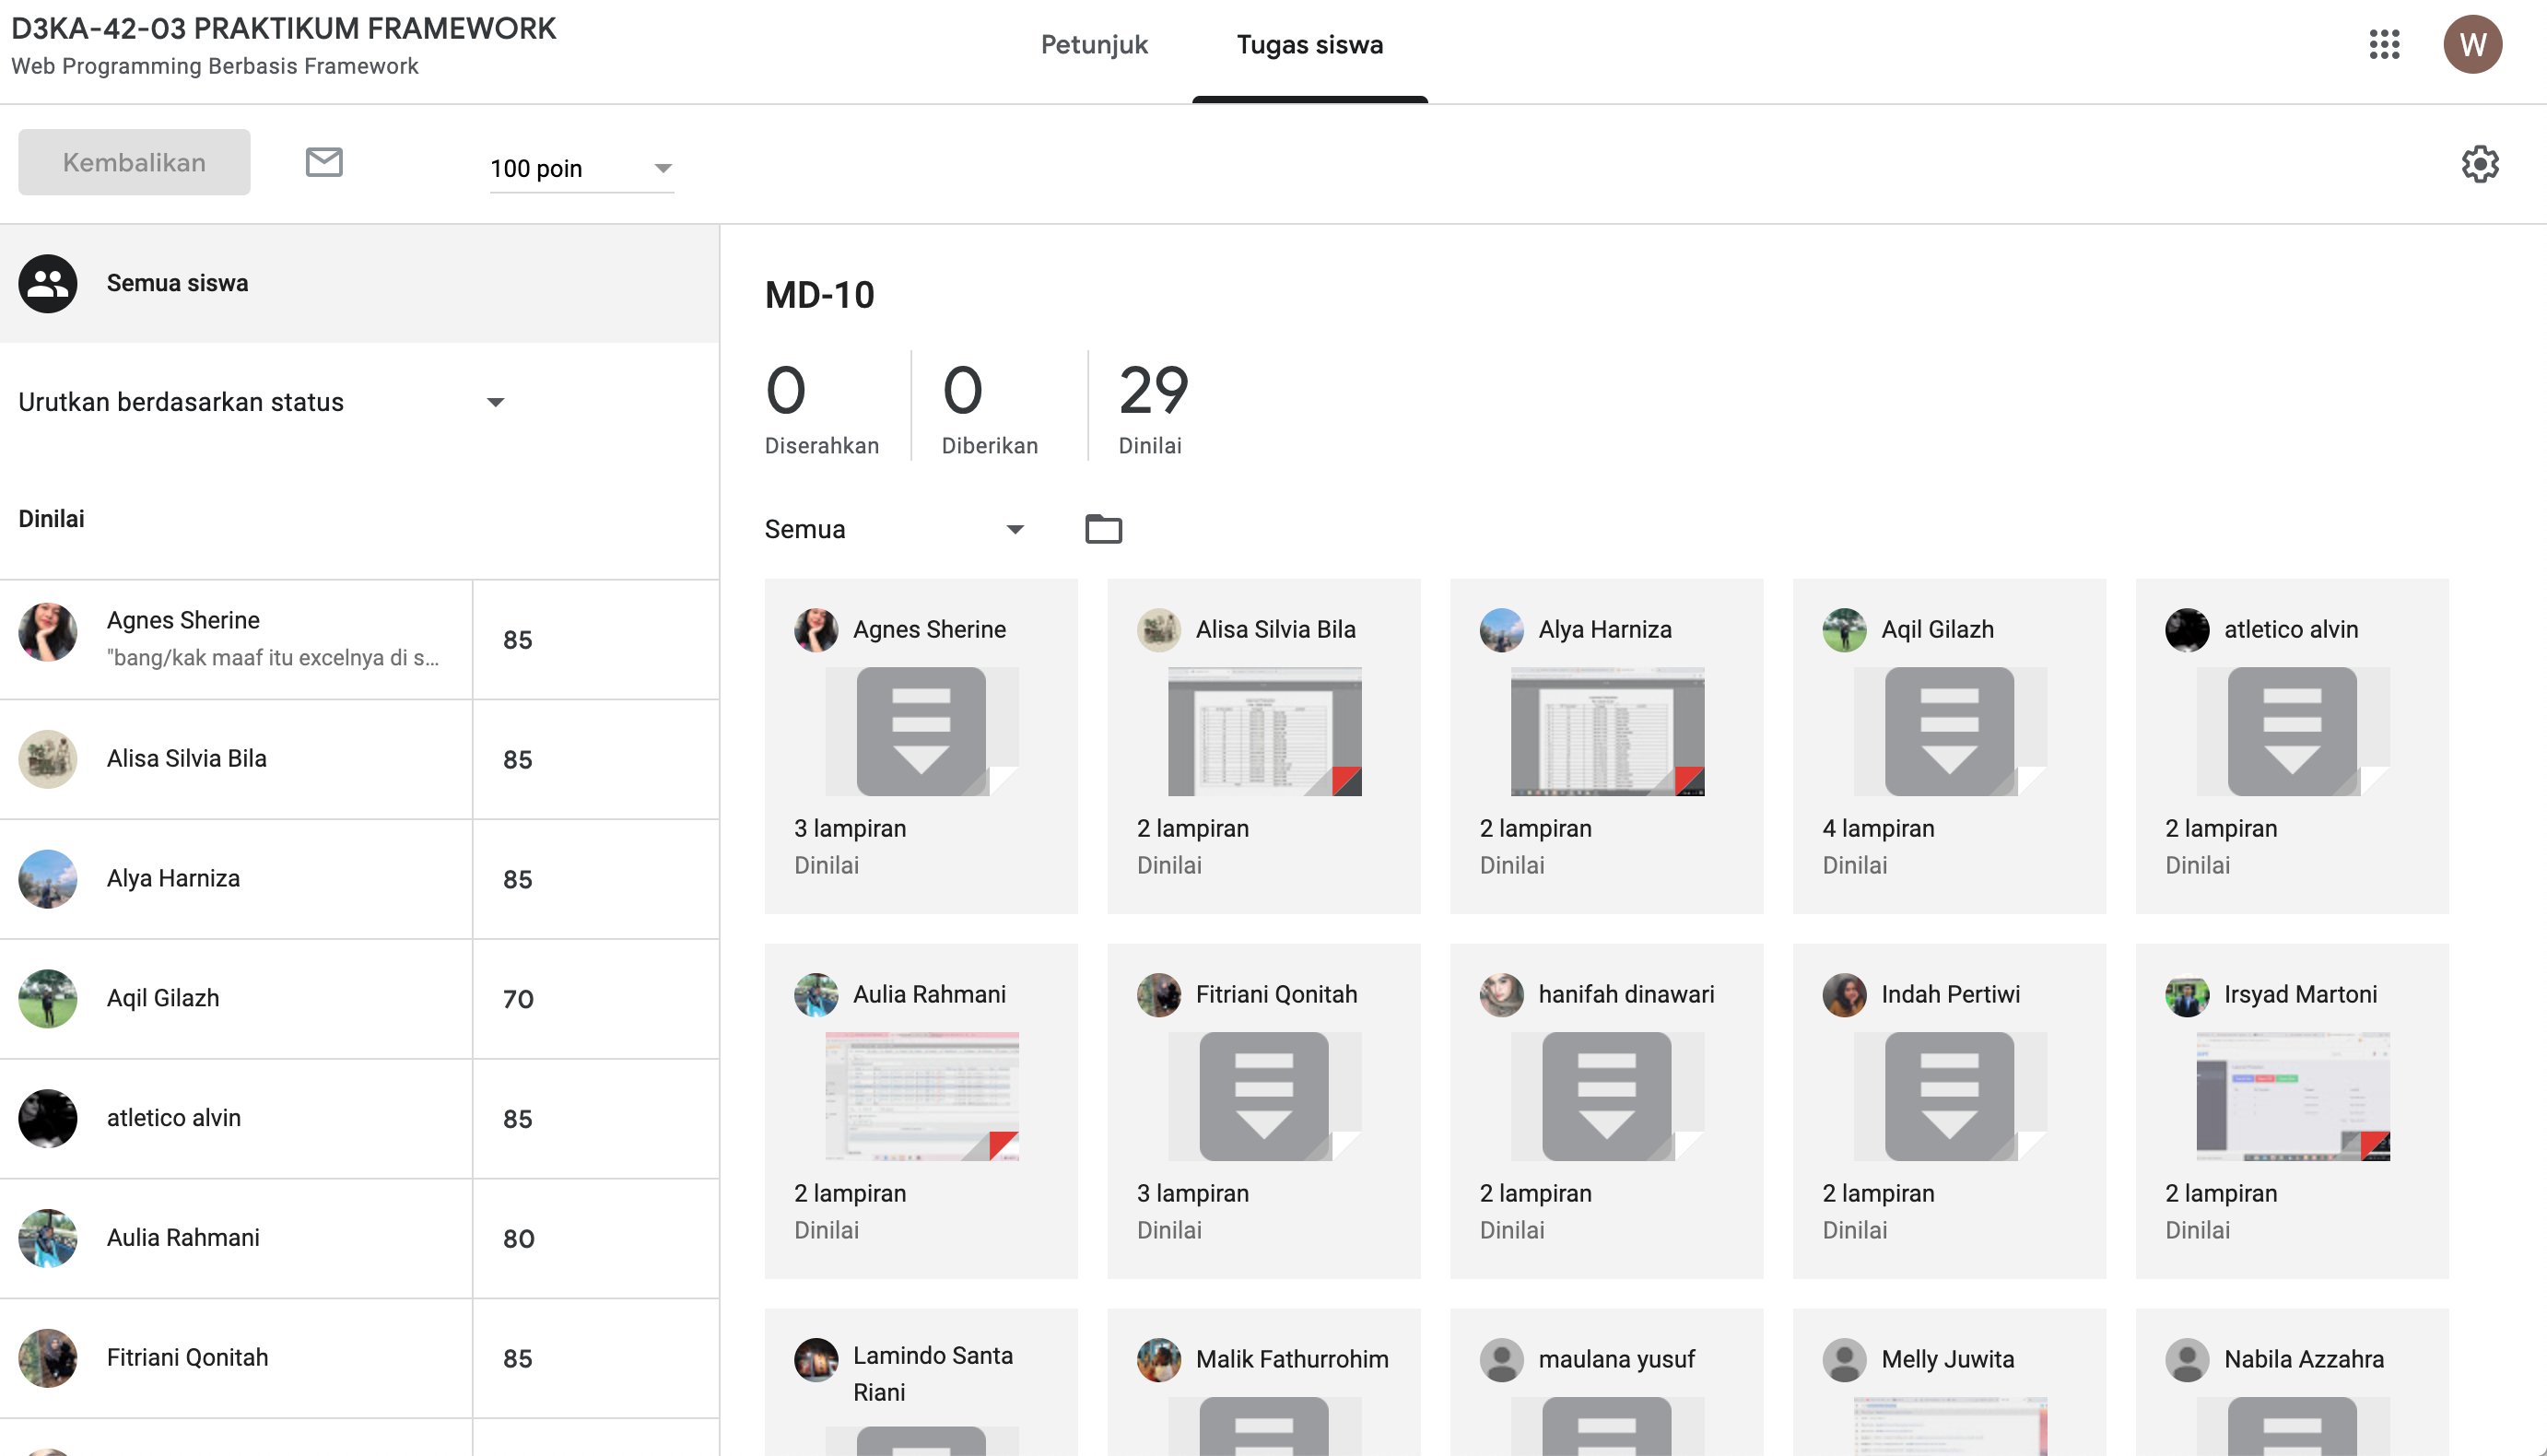 D3KA-42-03 PRAKTIKUM FRAMEWORK
Web Programming Berbasis Framework
Petunjuk
Tugas siswa
W
Kembalikan
100 poin
Semua siswa
Urutkan berdasarkan status
Dinilai
Agnes Sherine
"bang/kak maaf itu excelnya di s...
85
Alisa Silvia Bila
85
Alya Harniza
85
Aqil Gilazh
70
atletico alvin
85
Aulia Rahmani
80
Fitriani Qonitah
85
MD-10
0
Diserahkan
0
Diberikan
29
Dinilai
Semua
Agnes Sherine
3 lampiran
Dinilai
Alisa Silvia Bila
2 lampiran
Dinilai
Alya Harniza
2 lampiran
Dinilai
Aqil Gilazh
4 lampiran
Dinilai
atletico alvin
2 lampiran
Dinilai
Aulia Rahmani
2 lampiran
Dinilai
Fitriani Qonitah
3 lampiran
Dinilai
hanifah dinawari
2 lampiran
Dinilai
Indah Pertiwi
2 lampiran
Dinilai
Irsyad Martoni
2 lampiran
Dinilai
Lamindo Santa
Riani
Malik Fathurrohim
maulana yusuf
Melly Juwita
Nabila Azzahra